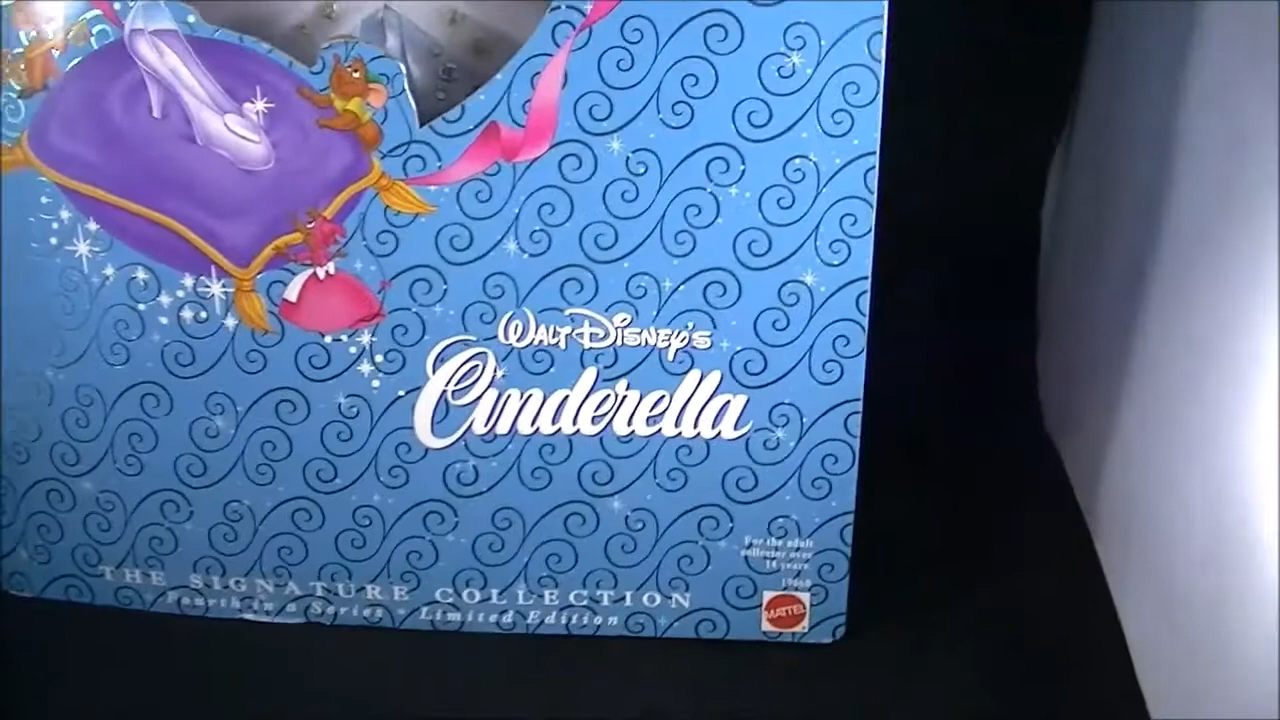 Walt Disney's
Cinderella
For the adult
collector over
14 years
19660
THE SIGNATURE COLLECTION
Fourth in a Series • Limited Edition
MATTEL